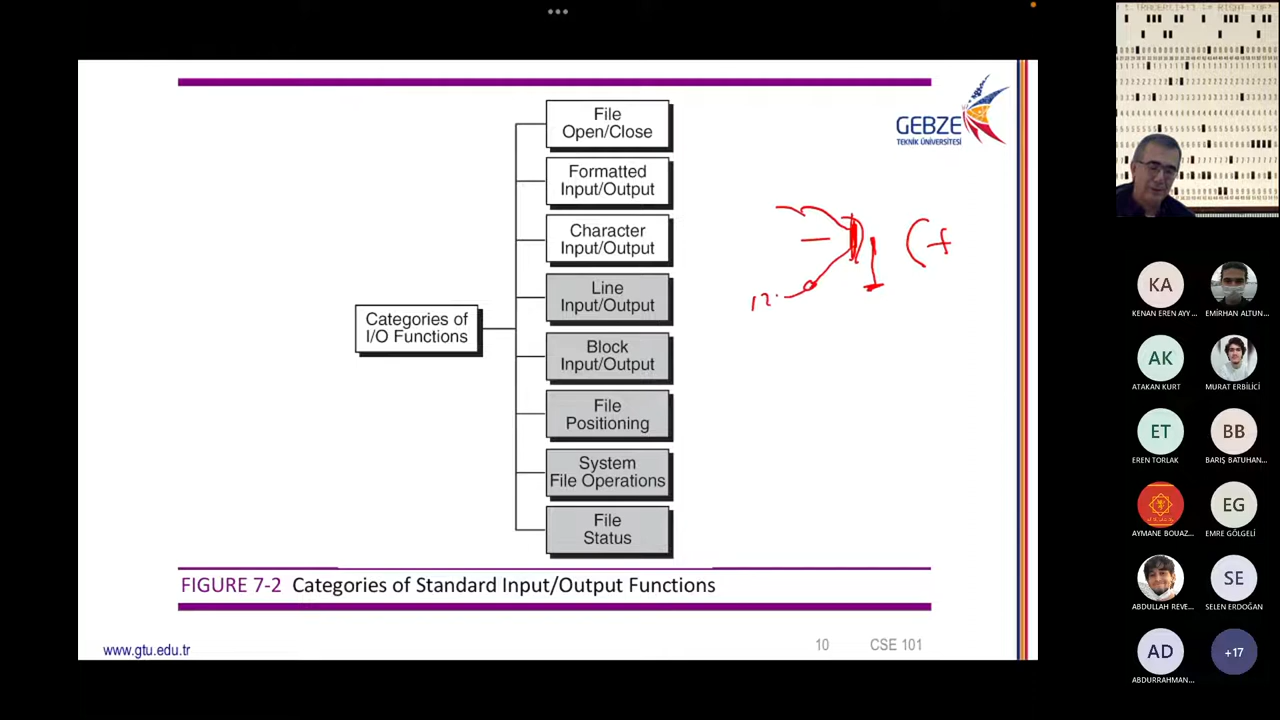 File
Open/Close
Formatted
Input/Output
Character
Input/Output
Line
Input/Output
Categories of
I/O Functions
Block
Input/Output
File
Positioning
System
File Operations
File
Status
FIGURE 7-2 Categories of Standard Input/Output Functions
www.gtu.edu.tr
10
CSE 101
GEBZE
TEKNİK ÜNİVERSİTESİ
KA
KENAN EREN AYY...
EMİRHAN ALTUN...
AK
ATAKAN KURT
MURAT ERBİLİCİ
ET
EREN TORLAK
BB
BARIŞ BATUHAN...
AYMANE BOUAZ...
EG
EMRE GÖLGELİ
ABDULLAH REVE...
SE
SELEN ERDOĞAN
AD
ABDURRAHMAN...
+17